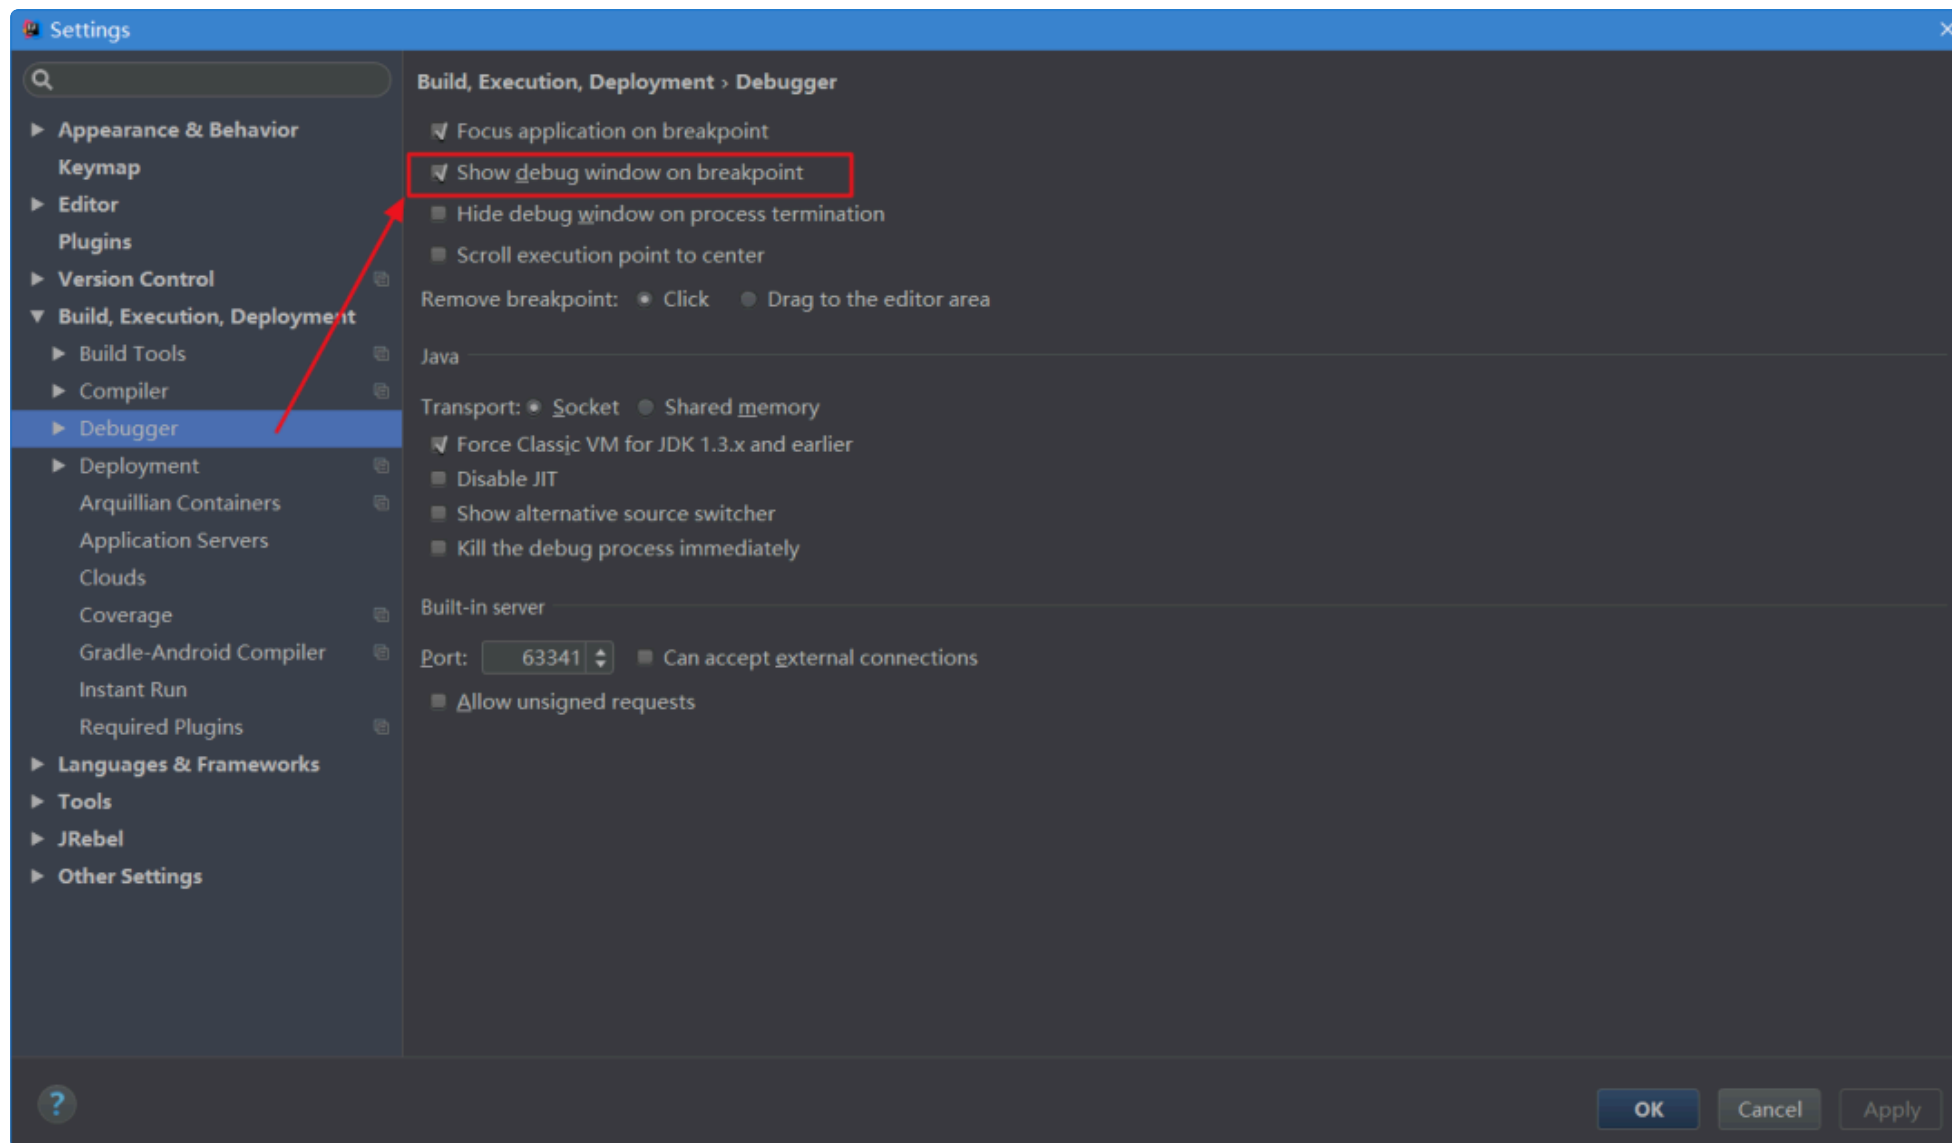 Settings
Appearance & Behavior
Keymap
Editor
Plugins
Version Control
Build, Execution, Deployment
Build Tools
Compiler
Debugger
Deployment
Arquillian Containers
Application Servers
Clouds
Coverage
Gradle-Android Compiler
Instant Run
Required Plugins
Languages & Frameworks
Tools
JRebel
Other Settings
Build, Execution, Deployment › Debugger
Focus application on breakpoint
Show debug window on breakpoint
Hide debug window on process termination
Scroll execution point to center
Remove breakpoint: Click Drag to the editor area
Java
Transport: Socket Shared memory
Force Classic VM for JDK 1.3.x and earlier
Disable JIT
Show alternative source switcher
Kill the debug process immediately
Built-in server
Port: 63341 Can accept external connections
Allow unsigned requests
?
OK Cancel Apply